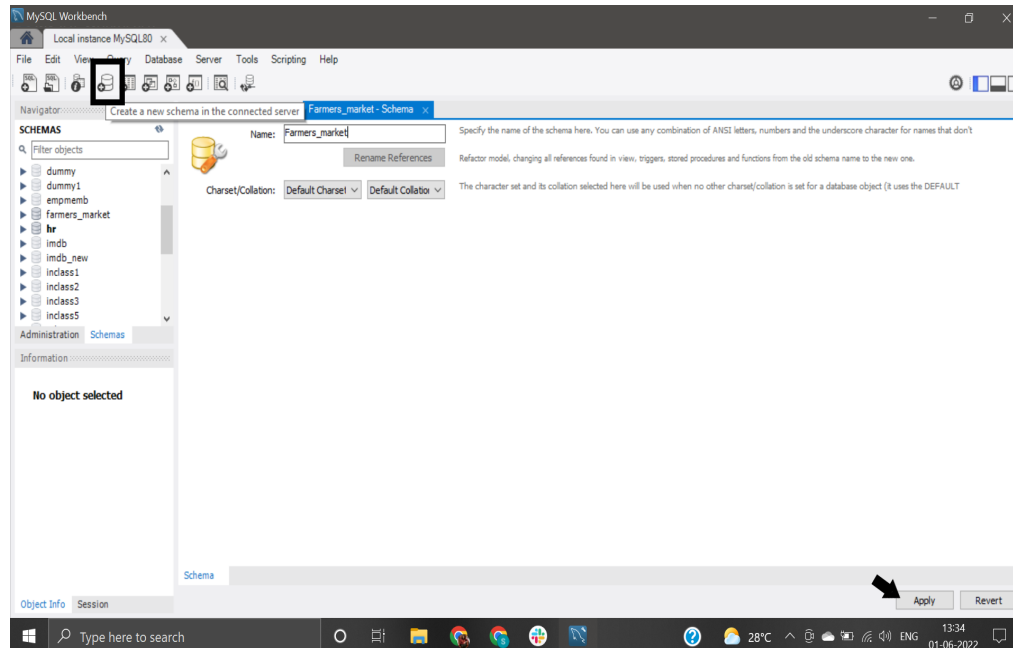 MySQL Workbench
Local instance MySQL80 ×
File Edit View Query Database Server Tools Scripting Help
SQL SQL
Navigator Create a new schema in the connected server Farmers_market - Schema ×
SCHEMAS
Filter objects
dummy
dummy1
empmemb
farmers_market
hr
imdb
imdb_new
inclass1
inclass2
inclass3
inclass5
Administration Schemas
Information
No object selected
Object Info Session
Name: Farmers_market Specify the name of the schema here. You can use any combination of ANSI letters, numbers and the underscore character for names that don't
Rename References Refactor model, changing all references found in view, triggers, stored procedures and functions from the old schema name to the new one.
Charset/Collation: Default Charset Default Collation The character set and its collation selected here will be used when no other charset/collation is set for a database object (it uses the DEFAULT
Schema
Apply Revert
Type here to search 28°C ENG 13:34
01-06-2022